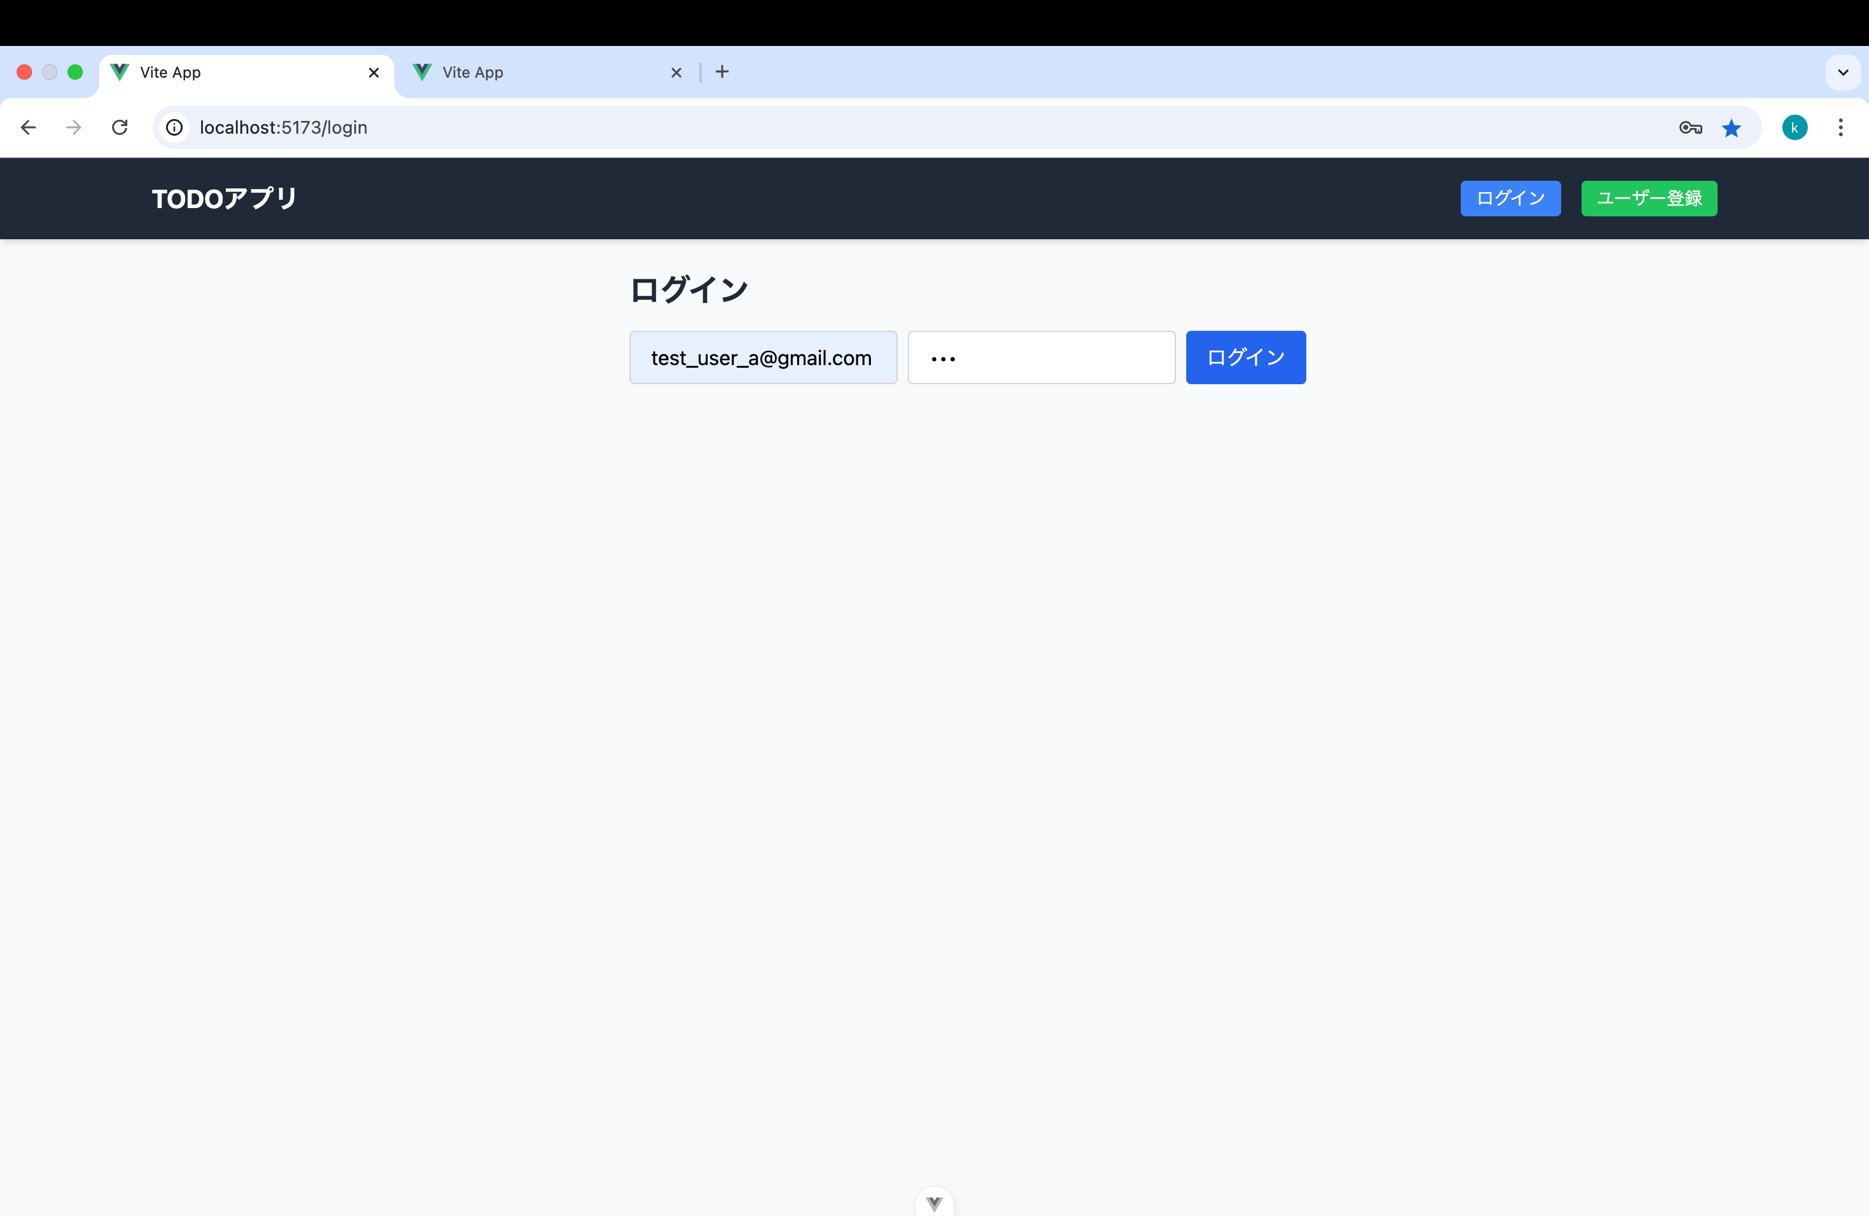 Vite App
Vite App
localhost:5173/login
k
TODOアプリ
ログイン
ユーザー登録
ログイン
test_user_a@gmail.com
•••
ログイン